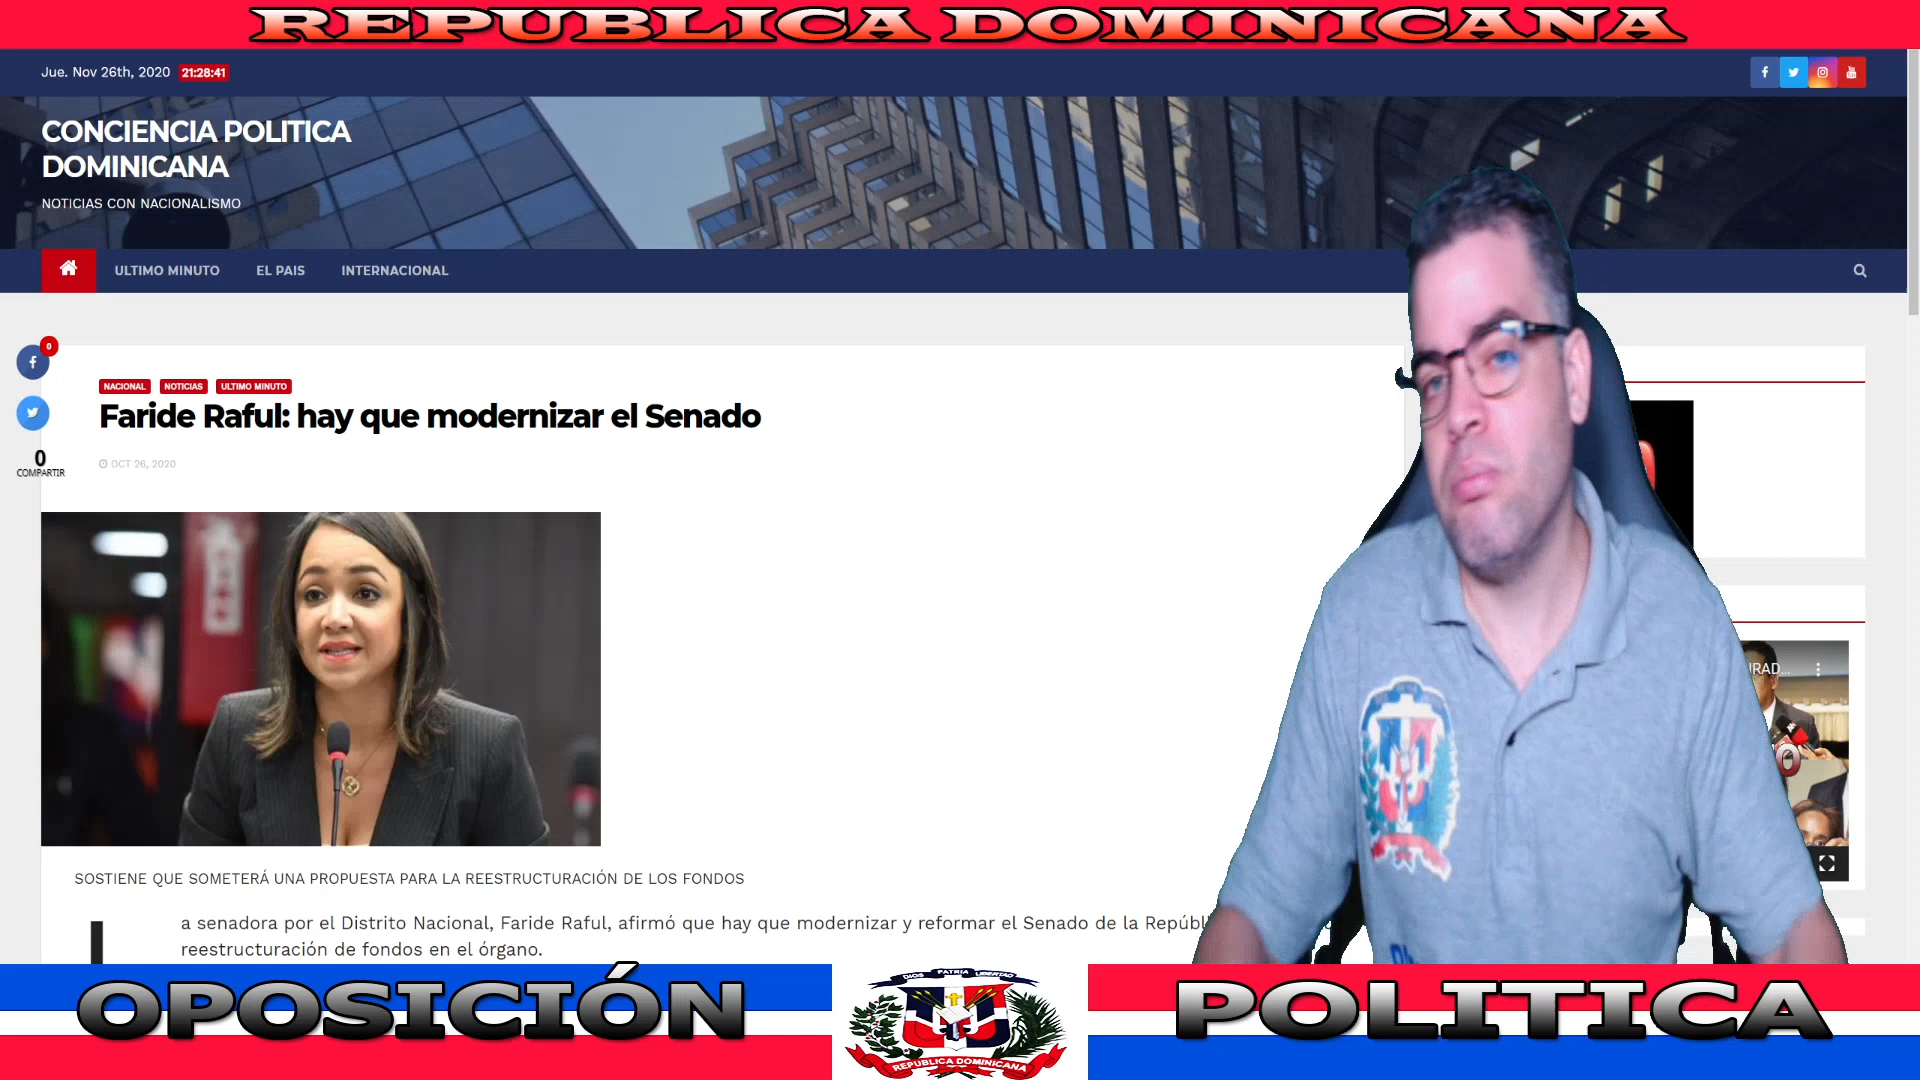 REPUBLICA DOMINICANA
Jue. Nov 26th, 2020 21:28:41
CONCIENCIA POLITICA
DOMINICANA
NOTICIAS CON NACIONALISMO
ULTIMO MINUTO EL PAIS INTERNACIONAL
0
NACIONAL NOTICIAS ULTIMO MINUTO
Faride Raful: hay que modernizar el Senado
0
COMPARTIR
OCT 26, 2020
SOSTIENE QUE SOMETERÁ UNA PROPUESTA PARA LA REESTRUCTURACIÓN DE LOS FONDOS
a senadora por el Distrito Nacional, Faride Raful, afirmó que hay que modernizar y reformar el Senado de la
reestructuración de fondos en el órgano.
OPOSICIÓN
DIOS PATRIA LIBERTAD
REPUBLICA DOMINICANA
POLITICA